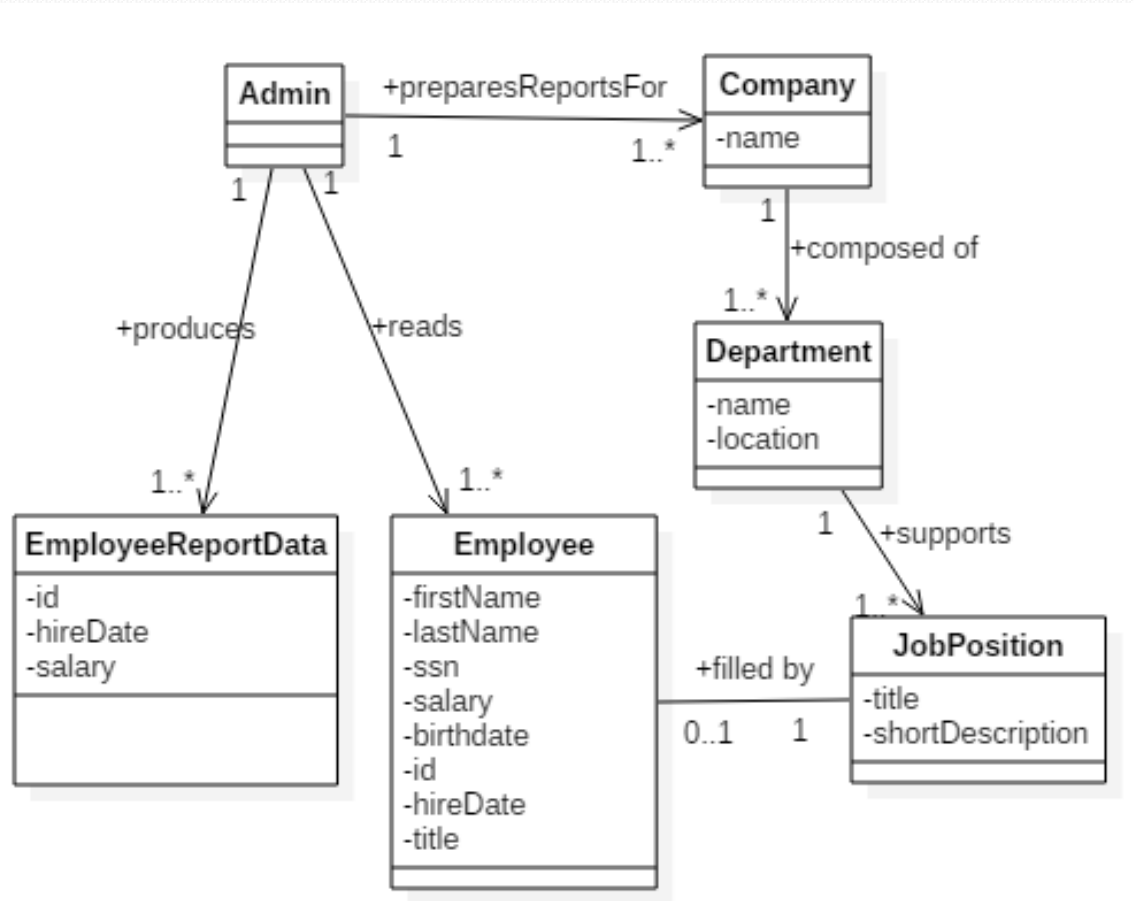 Admin
+preparesReportsFor
1
1..*
Company
-name
1
+composed of
1..*
1
1
+produces
+reads
1..*
1..*
Department
-name
-location
1
+supports
1..*
EmployeeReportData
-id
-hireDate
-salary
Employee
-firstName
-lastName
-ssn
-salary
-birthdate
-id
-hireDate
-title
+filled by
0..1
1
JobPosition
-title
-shortDescription